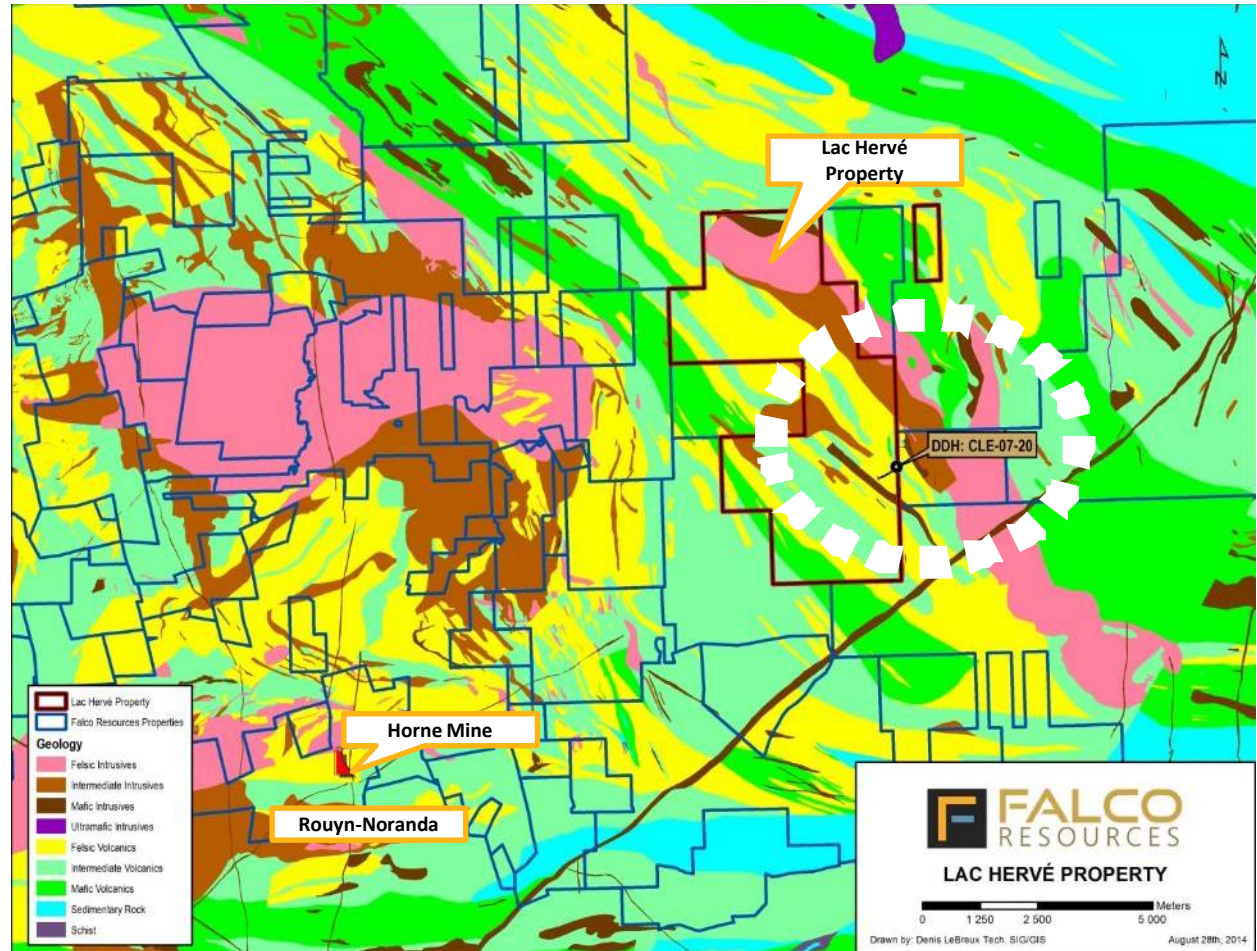 Lac Hervé
Property
DDH: CLE-07-20
Horne Mine
Rouyn-Noranda
Lac Hervé Property
Falco Resources Properties
Geology
Felsic Intrusives
Intermediate Intrusives
Mafic Intrusives
Ultramafic Intrusives
Felsic Volcanics
Intermediate Volcanics
Mafic Volcanics
Sedimentary Rock
Schist
FALCO
RESOURCES
LAC HERVÉ PROPERTY
Meters
0 1 250 2 500 5 000
Drawn by: Denis LeBreux Tech. SIG/GIS August 28th, 2014